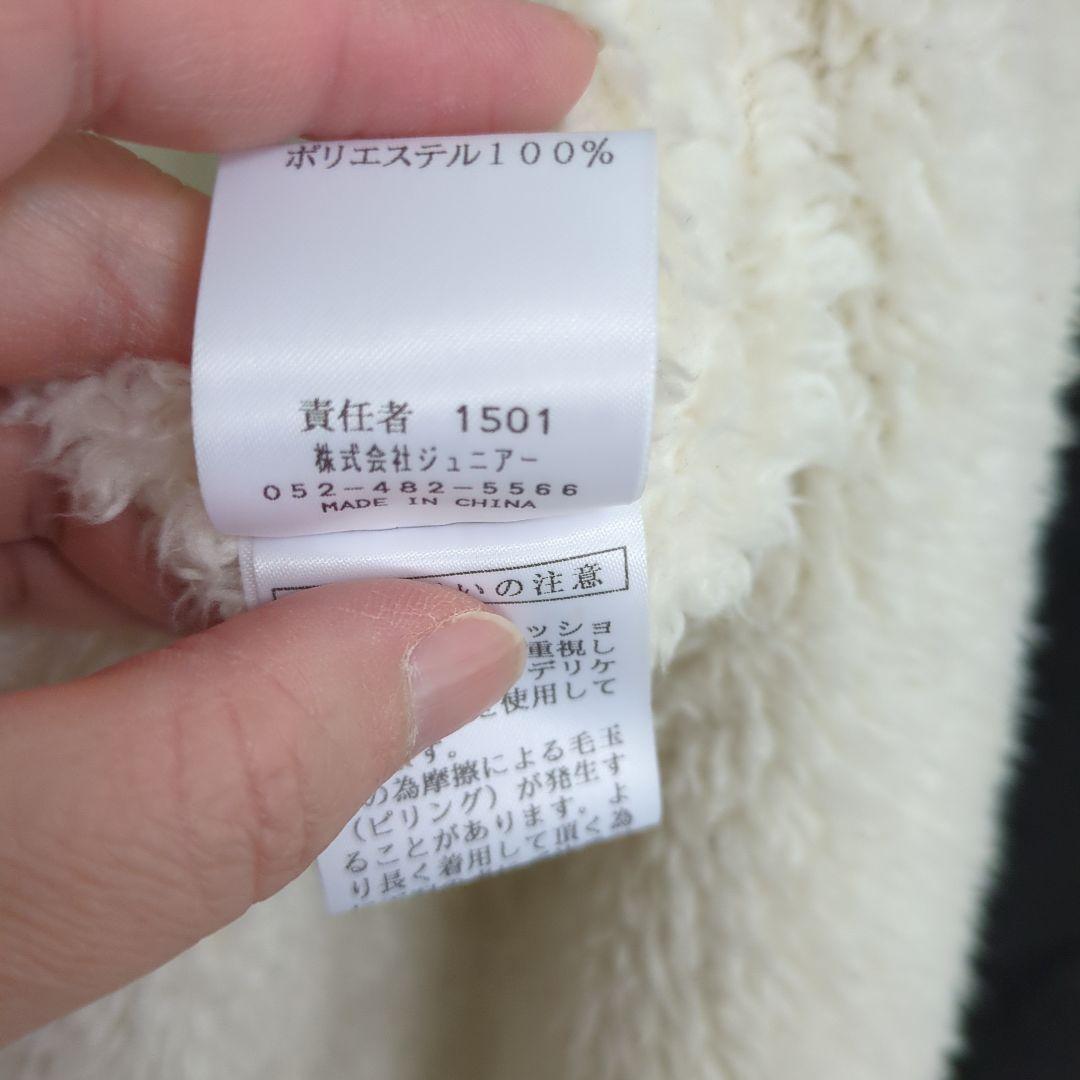 ポリエステル100%
責任者 1501
株式会社ジュニアー
052-482-5566
MADE IN CHINA
いの注意
ッショ
重視し
デリケ
使用して
す。
の為摩擦による毛玉
(ピリング)が発生す
ることがあります。よ
り長く着用して頂く為